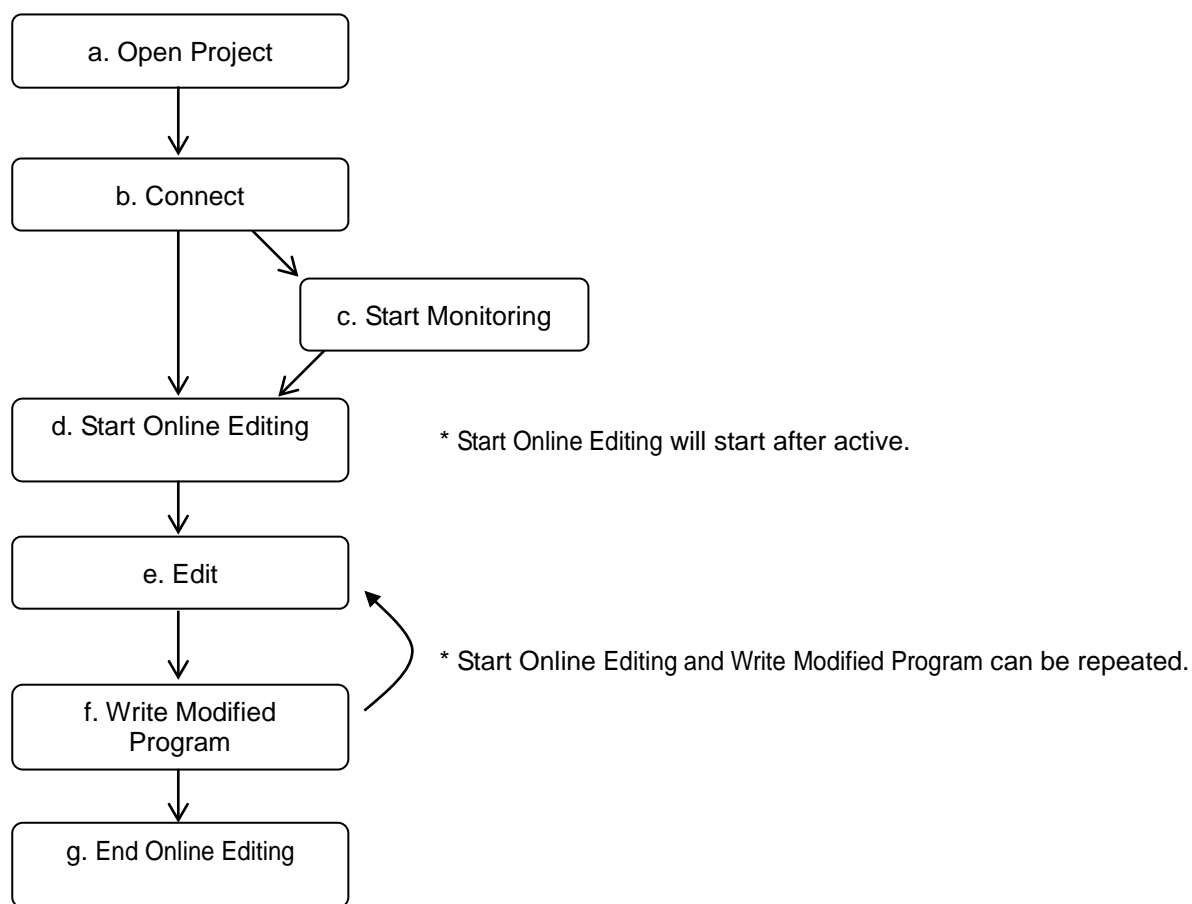 a. Open Project
b. Connect
c. Start Monitoring
d. Start Online Editing
* Start Online Editing will start after active.
e. Edit
* Start Online Editing and Write Modified Program can be repeated.
f. Write Modified
Program
g. End Online Editing